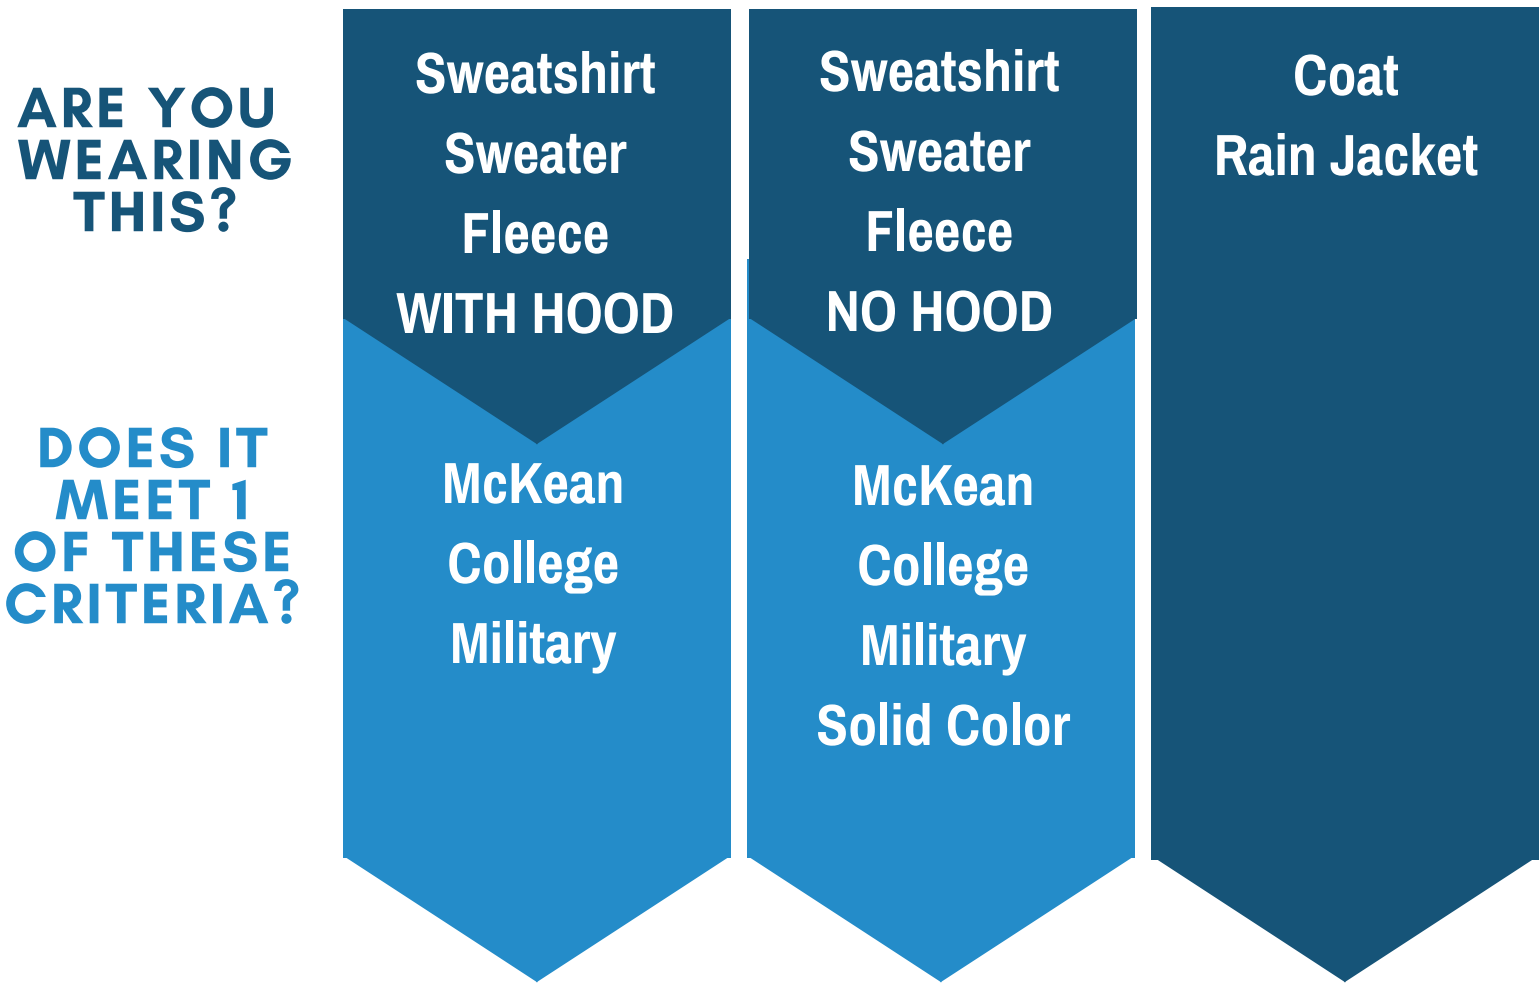 ARE YOU
WEARING
THIS?
Sweatshirt
Sweater
Fleece
WITH HOOD
Sweatshirt
Sweater
Fleece
NO HOOD
Coat
Rain Jacket
DOES IT
MEET 1
OF THESE
CRITERIA?
McKean
College
Military
McKean
College
Military
Solid Color